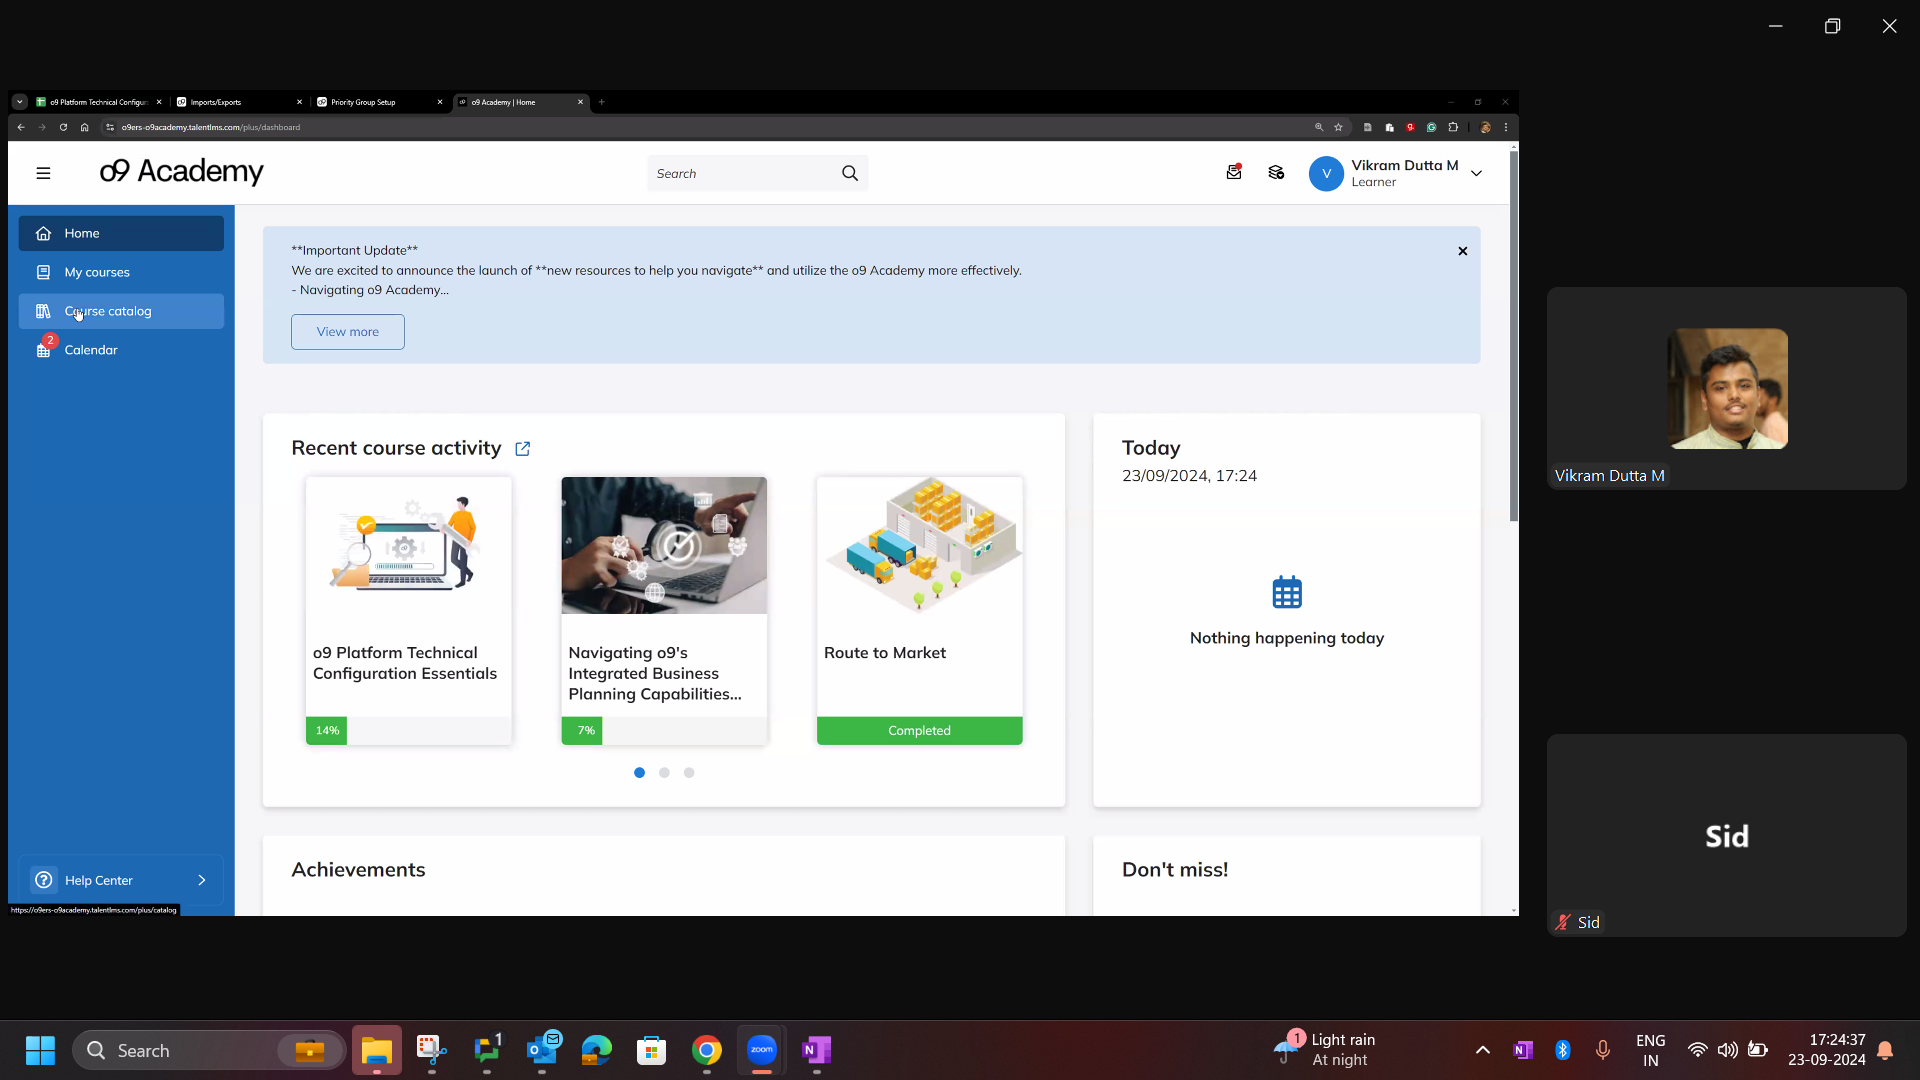 o9 Platform Technical Configur
Imports/Exports
Priority Group Setup
o9 Academy | Home
o9ers-o9academy.talentlms.com/plus/dashboard
o9 Academy
Search
Vikram Dutta M
Learner
V
Home
My courses
Course catalog
2
Calendar
**Important Update**
We are excited to announce the launch of **new resources to help you navigate** and utilize the o9 Academy more effectively.
- Navigating o9 Academy...
View more
Recent course activity
o9 Platform Technical
Configuration Essentials
14%
Navigating o9's
Integrated Business
Planning Capabilities...
7%
Route to Market
Completed
Today
23/09/2024, 17:24
Nothing happening today
Achievements
Don't miss!
Help Center
https://o9ers-o9academy.talentlms.com/plus/catalog
Vikram Dutta M
Sid
Sid
Search
1
zoom
N
1
Light rain
At night
N
ENG
IN
17:24:37
23-09-2024